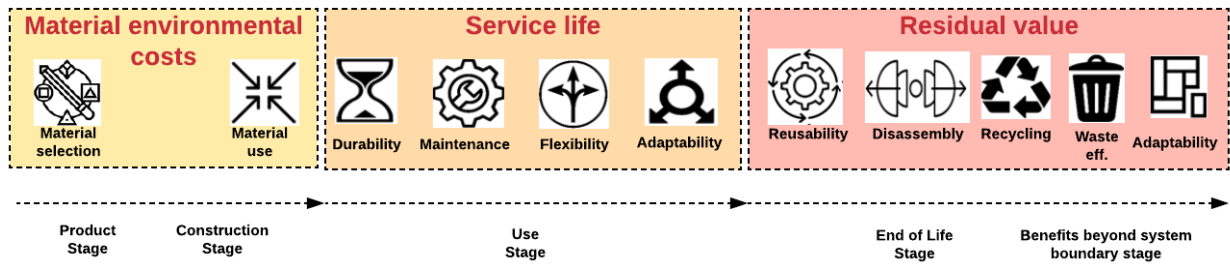 Material environmental
costs
Service life
Residual value
Material
selection
Material
use
Durability
Maintenance
Flexibility
Adaptability
Reusability
Disassembly
Recycling
Waste
eff.
Adaptability
Product
Stage
Construction
Stage
Use
Stage
End of Life
Stage
Benefits beyond system
boundary stage